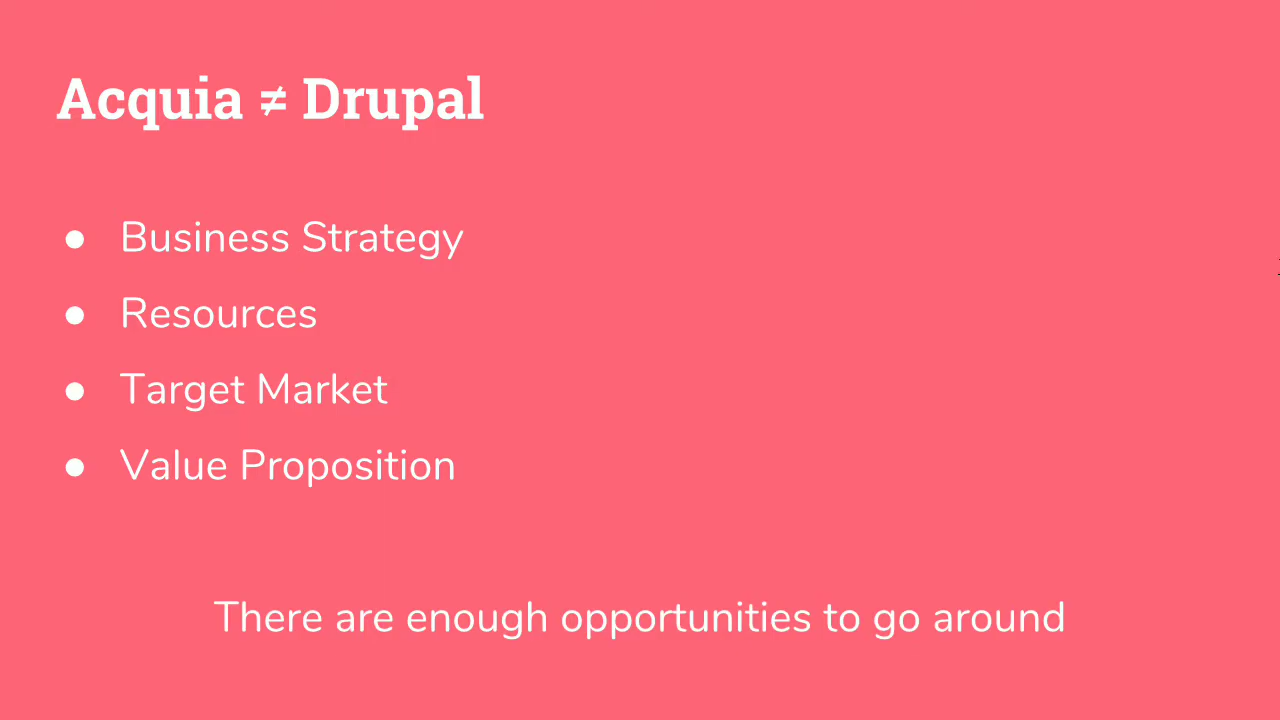 Acquia ≠ Drupal
● Business Strategy
● Resources
● Target Market
● Value Proposition
There are enough opportunities to go around